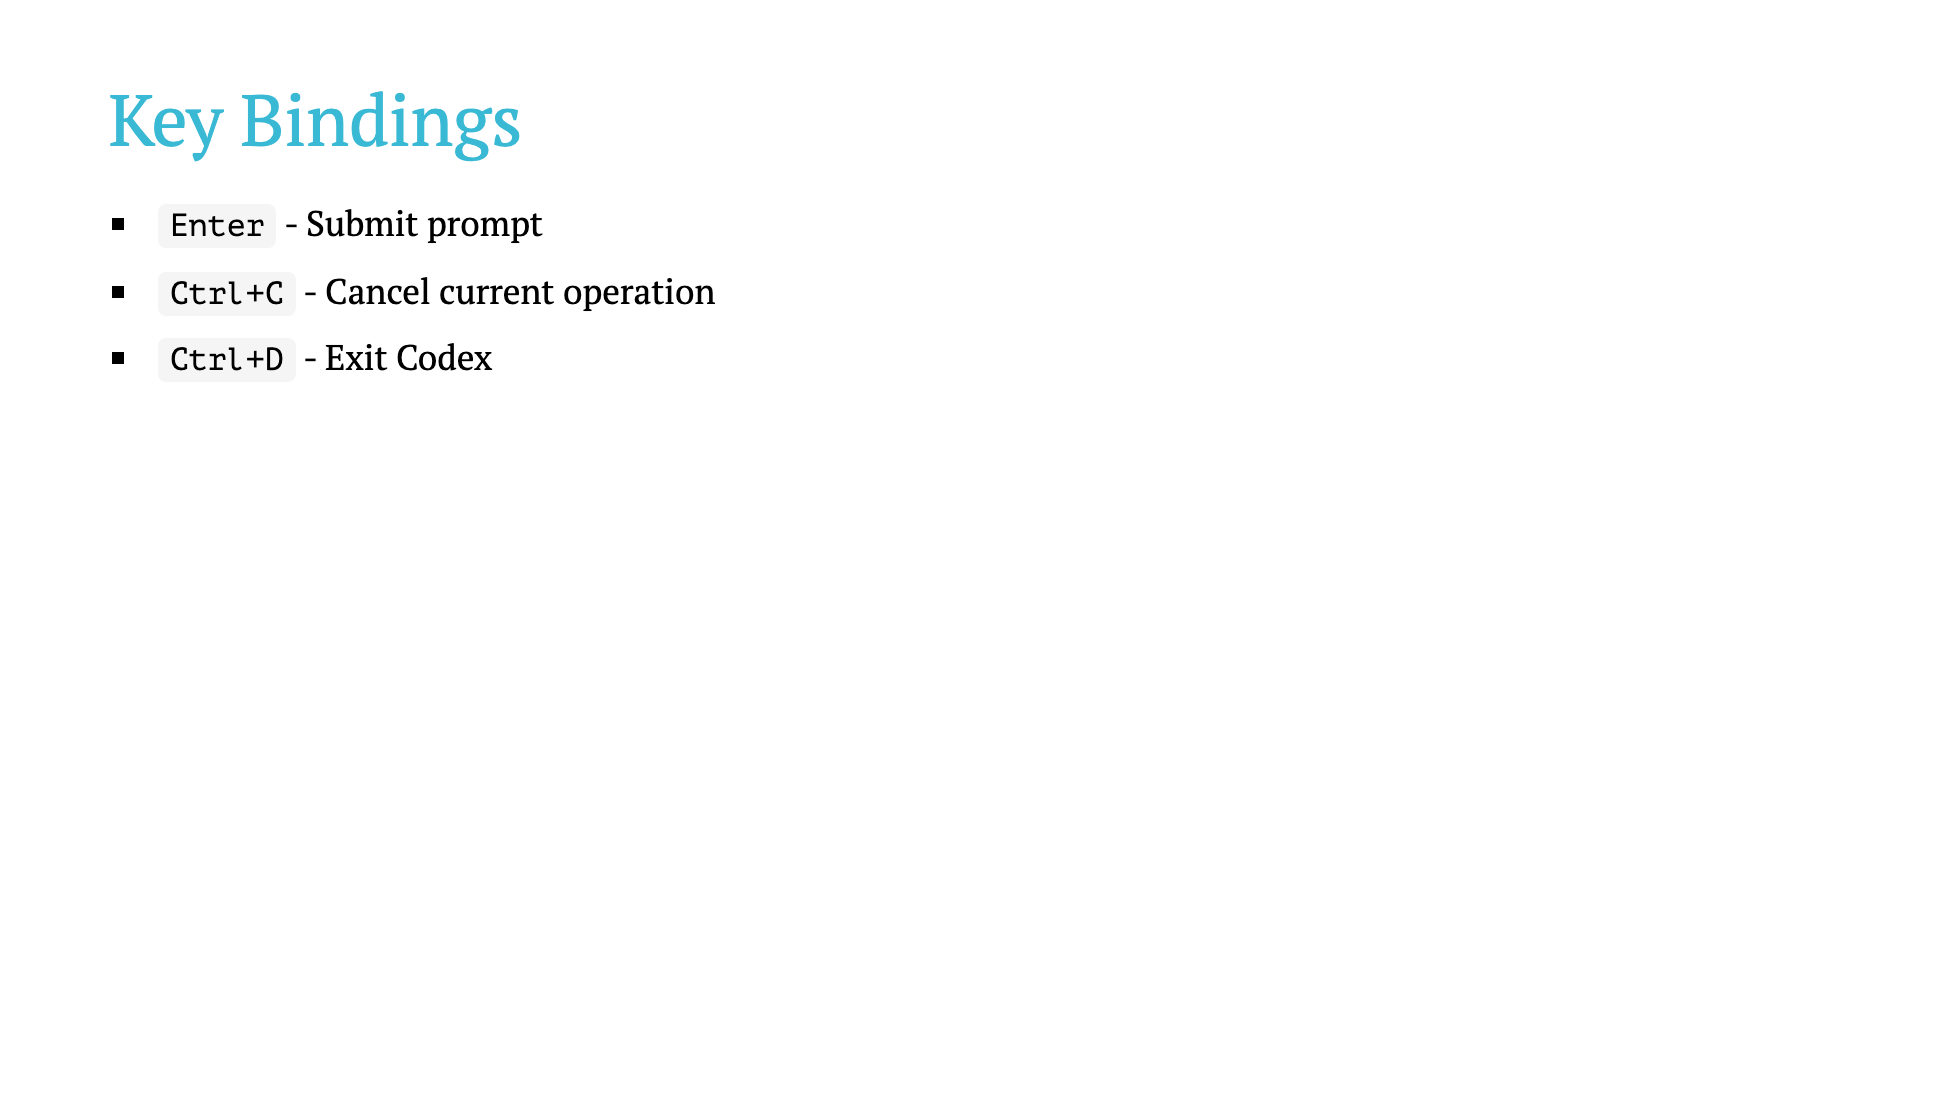 Key Bindings
▪ Enter - Submit prompt
▪ Ctrl+C - Cancel current operation
▪ Ctrl+D - Exit Codex